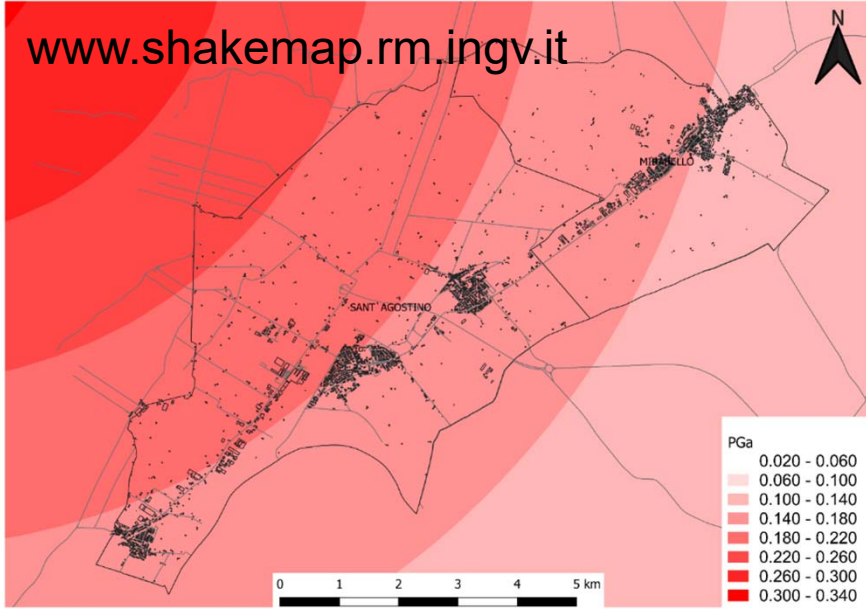 www.shakemap.rm.ingv.it
N
MIRABELLO
SANT'AGOSTINO
PGa
0.020 - 0.060
0.060 - 0.100
0.100 - 0.140
0.140 - 0.180
0.180 - 0.220
0.220 - 0.260
0.260 - 0.300
0.300 - 0.340
0 1 2 3 4 5 km